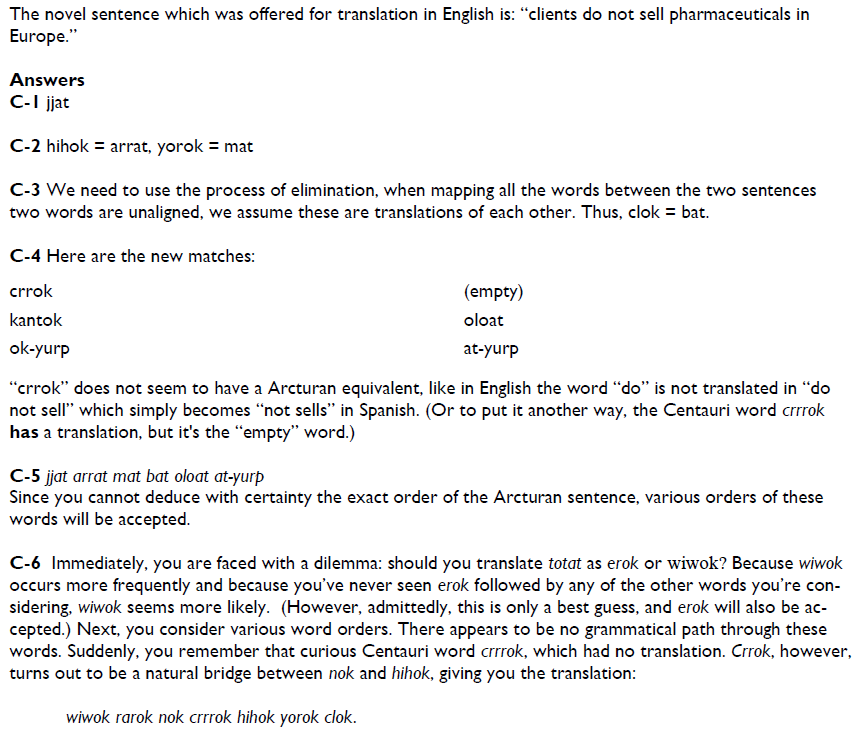 The novel sentence which was offered for translation in English is: “clients do not sell pharmaceuticals in
Europe.”
Answers
C-1 jjat
C-2 hihok = arrat, yorok = mat
C-3 We need to use the process of elimination, when mapping all the words between the two sentences
two words are unaligned, we assume these are translations of each other. Thus, clok = bat.
C-4 Here are the new matches:
crrok (empty)
kantok oloat
ok-yurp at-yurp
“crrok” does not seem to have a Arcturan equivalent, like in English the word “do” is not translated in “do
not sell” which simply becomes “not sells” in Spanish. (Or to put it another way, the Centauri word crrrok
has a translation, but it's the “empty” word.)
C-5 jjat arrat mat bat oloat at-yurp
Since you cannot deduce with certainty the exact order of the Arcturan sentence, various orders of these
words will be accepted.
C-6 Immediately, you are faced with a dilemma: should you translate totat as erok or wiwok? Because wiwok
occurs more frequently and because you’ve never seen erok followed by any of the other words you’re con-
sidering, wiwok seems more likely. (However, admittedly, this is only a best guess, and erok will also be ac-
cepted.) Next, you consider various word orders. There appears to be no grammatical path through these
words. Suddenly, you remember that curious Centauri word crrrok, which had no translation. Crrok, however,
turns out to be a natural bridge between nok and hihok, giving you the translation:
wiwok rarok nok crrrok hihok yorok clok.